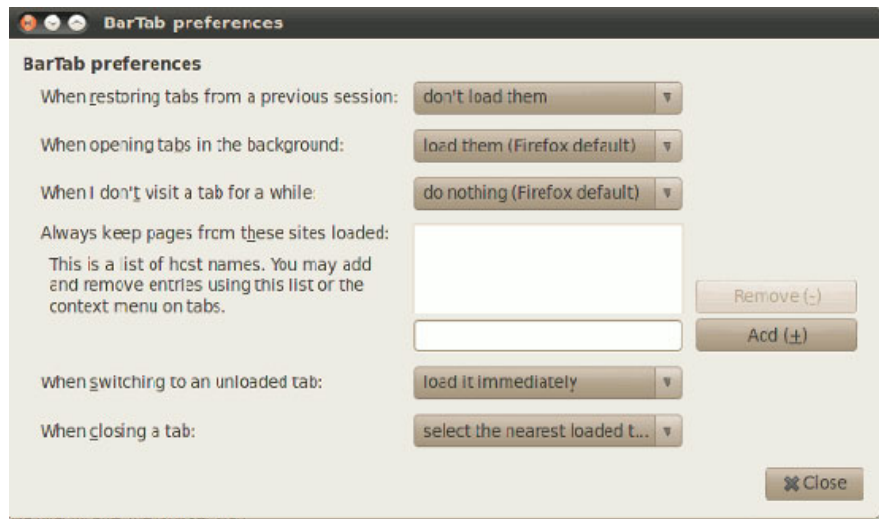 BarTab preferences
BarTab preferences
When restoring tabs from a previous session: don't load them
When opening tabs in the background: load them (Firefox default)
When I don't visit a tab for a while: do nothing (Firefox default)
Always keep pages from these sites loaded:
This is a list of host names. You may add
and remove entries using this list or the
context menu on tabs.
Remove (-)
Add (+)
When switching to an unloaded tab: load it immediately
When closing a tab: select the nearest loaded t...
Close